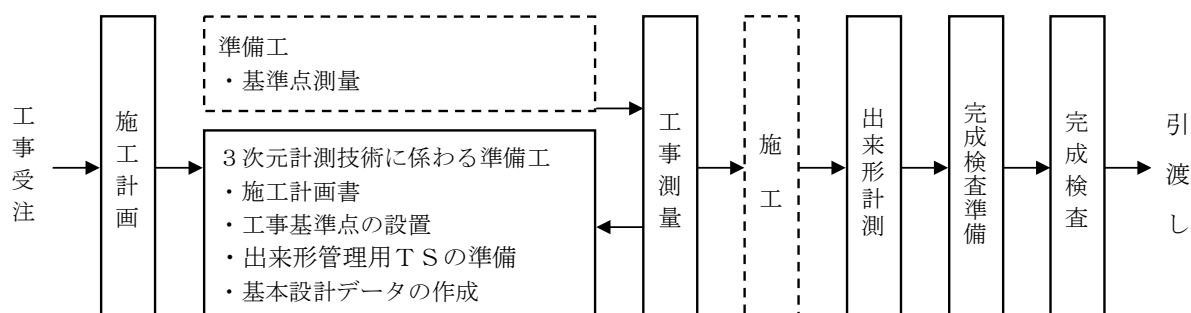 工事受注
施工計画
準備工
・基準点測量
３次元計測技術に係わる準備工
・施工計画書
・工事基準点の設置
・出来形管理用ＴＳの準備
・基本設計データの作成
工事測量
施工
出来形計測
完成検査準備
完成検査
引渡し